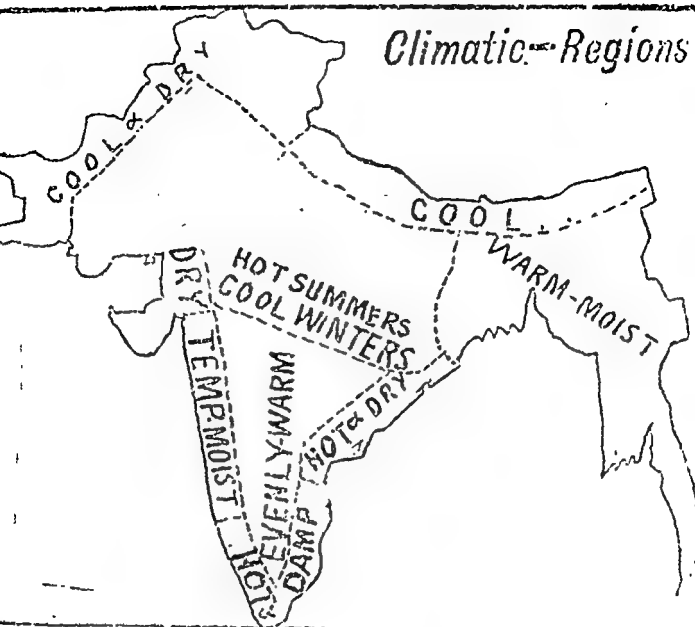 Climatic-Regions
COOL & DRY
COOL
WARM-MOIST
DRY
HOT SUMMERS
COOL WINTERS
TEMP.MOIST
EVENLY-WARM
HOT & DRY
HOT &
DAMP